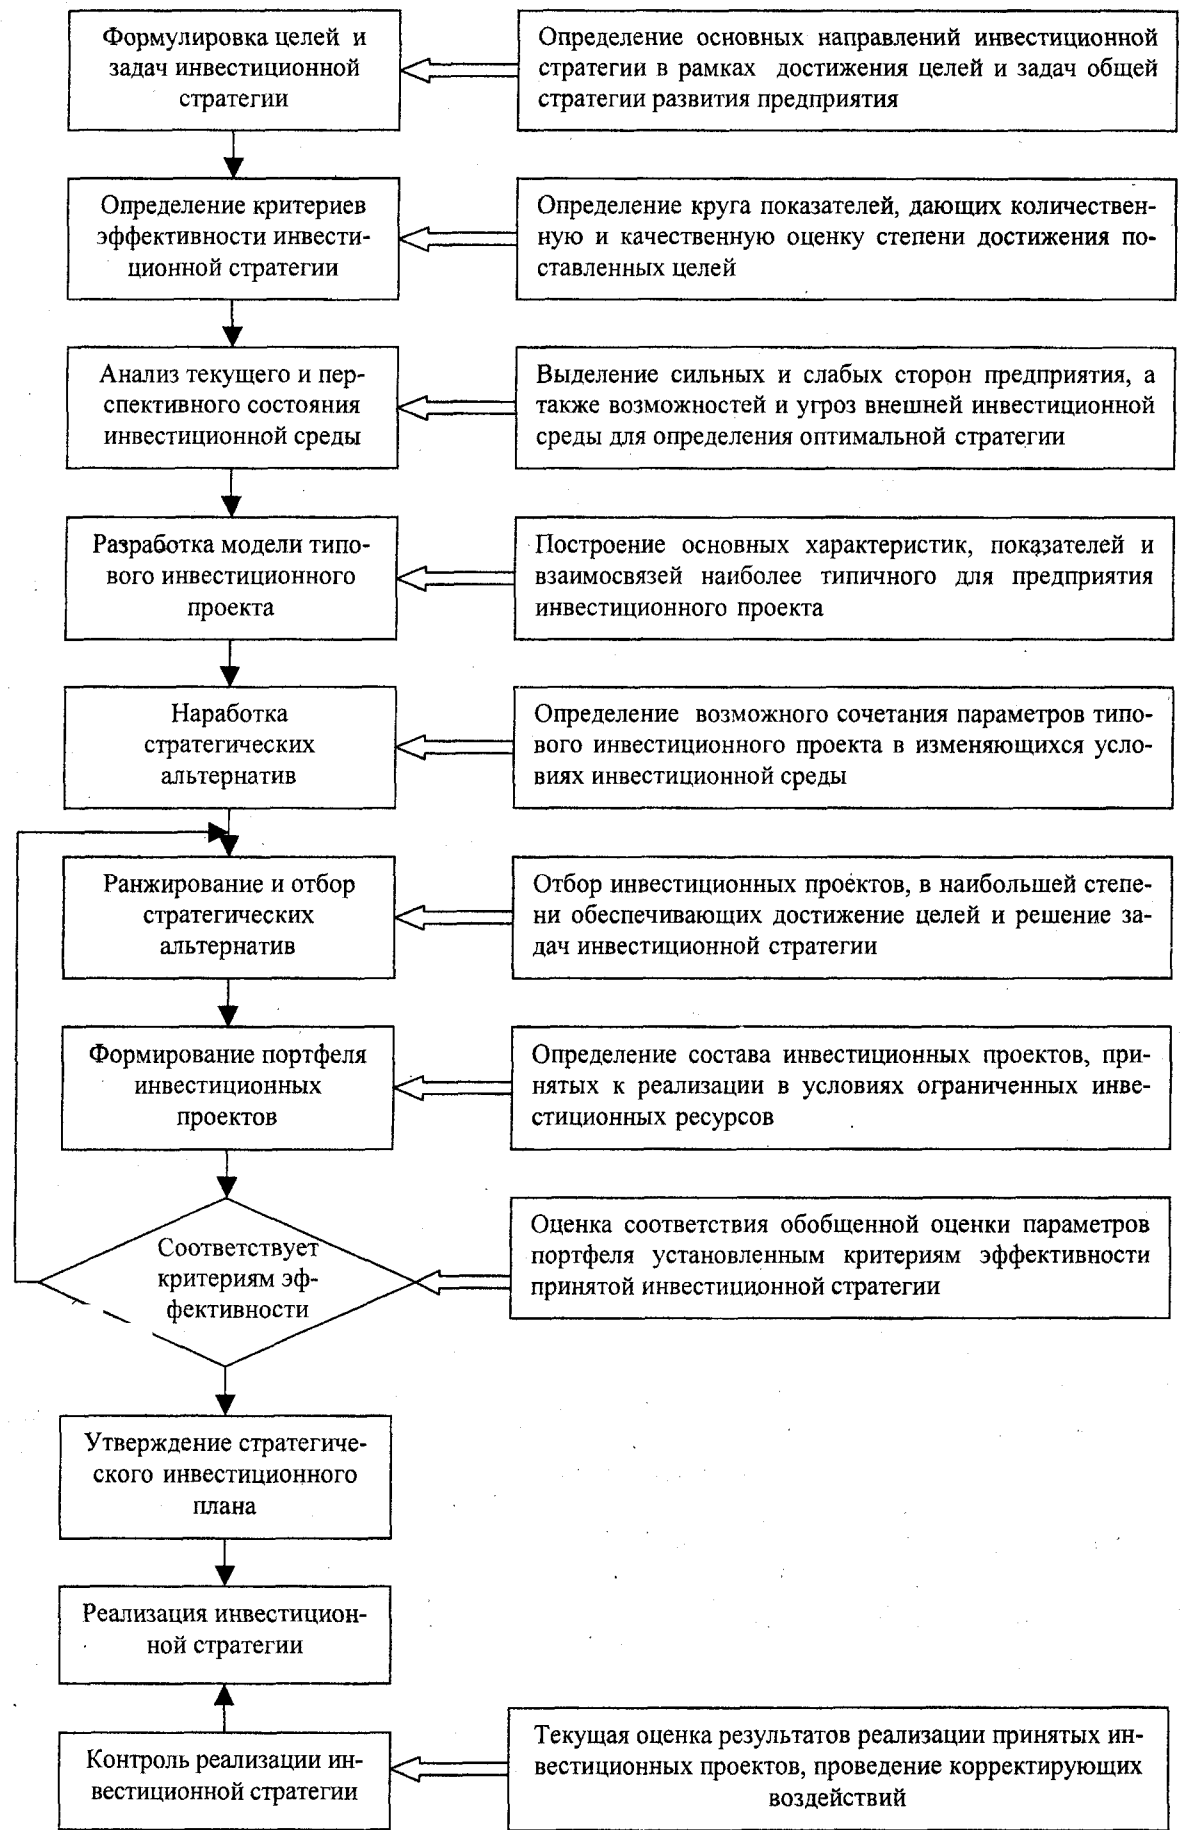 Формулировка целей и
задач инвестиционной
стратегии
Определение основных направлений инвестиционной
стратегии в рамках достижения целей и задач общей
стратегии развития предприятия
Определение критериев
эффективности инвести-
ционной стратегии
Определение круга показателей, дающих количествен-
ную и качественную оценку степени достижения по-
ставленных целей
Анализ текущего и пер-
спективного состояния
инвестиционной среды
Выделение сильных и слабых сторон предприятия, а
также возможностей и угроз внешней инвестиционной
среды для определения оптимальной стратегии
Разработка модели типо-
вого инвестиционного
проекта
Построение основных характеристик, показателей и
взаимосвязей наиболее типичного для предприятия
инвестиционного проекта
Наработка
стратегических
альтернатив
Определение возможного сочетания параметров типо-
вого инвестиционного проекта в изменяющихся усло-
виях инвестиционной среды
Ранжирование и отбор
стратегических
альтернатив
Отбор инвестиционных проектов, в наибольшей степе-
ни обеспечивающих достижение целей и решение за-
дач инвестиционной стратегии
Формирование портфеля
инвестиционных
проектов
Определение состава инвестиционных проектов, при-
нятых к реализации в условиях ограниченных инве-
стиционных ресурсов
Соответствует
критериям эф-
фективности
Оценка соответствия обобщенной оценки параметров
портфеля установленным критериям эффективности
принятой инвестиционной стратегии
Утверждение стратегиче-
ского инвестиционного
плана
Реализация инвестицион-
ной стратегии
Контроль реализации ин-
вестиционной стратегии
Текущая оценка результатов реализации принятых ин-
вестиционных проектов, проведение корректирующих
воздействий